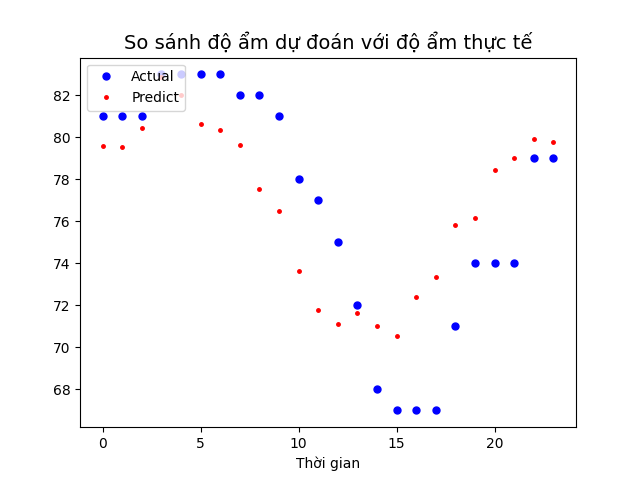 So sánh độ ẩm dự đoán với độ ẩm thực tế
Actual
Predict
82
80
78
76
74
72
70
68
0 5 10 15 20
Thời gian